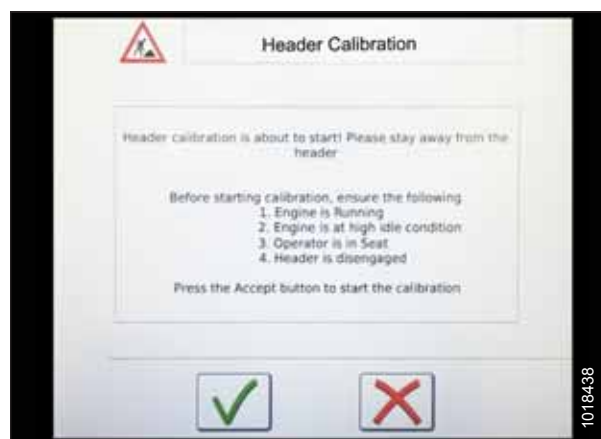 Header Calibration
Header calibration is about to start! Please stay away from the
header
Before starting calibration, ensure the following
1. Engine is Running
2. Engine is at high idle condition
3. Operator is in Seat
4. Header is disengaged
Press the Accept button to start the calibration
1018438